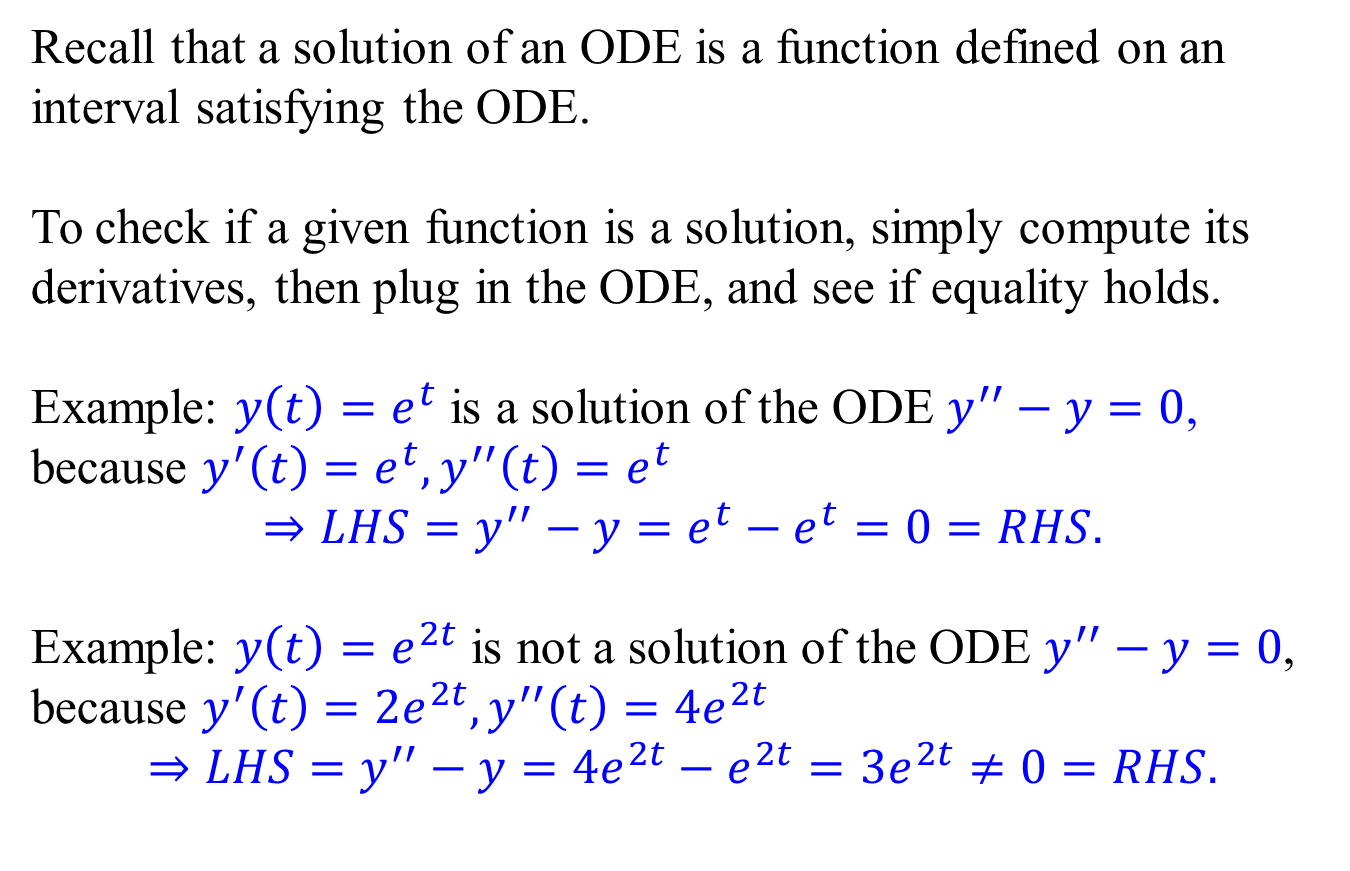 Recall that a solution of an ODE is a function defined on an
interval satisfying the ODE.
To check if a given function is a solution, simply compute its
derivatives, then plug in the ODE, and see if equality holds.
Example: y(t) = e^t is a solution of the ODE y′′ − y = 0,
because y′(t) = e^t, y′′(t) = e^t
⇒ LHS = y′′ − y = e^t − e^t = 0 = RHS.
Example: y(t) = e^{2t} is not a solution of the ODE y′′ − y = 0,
because y′(t) = 2e^{2t}, y′′(t) = 4e^{2t}
⇒ LHS = y′′ − y = 4e^{2t} − e^{2t} = 3e^{2t} ≠ 0 = RHS.